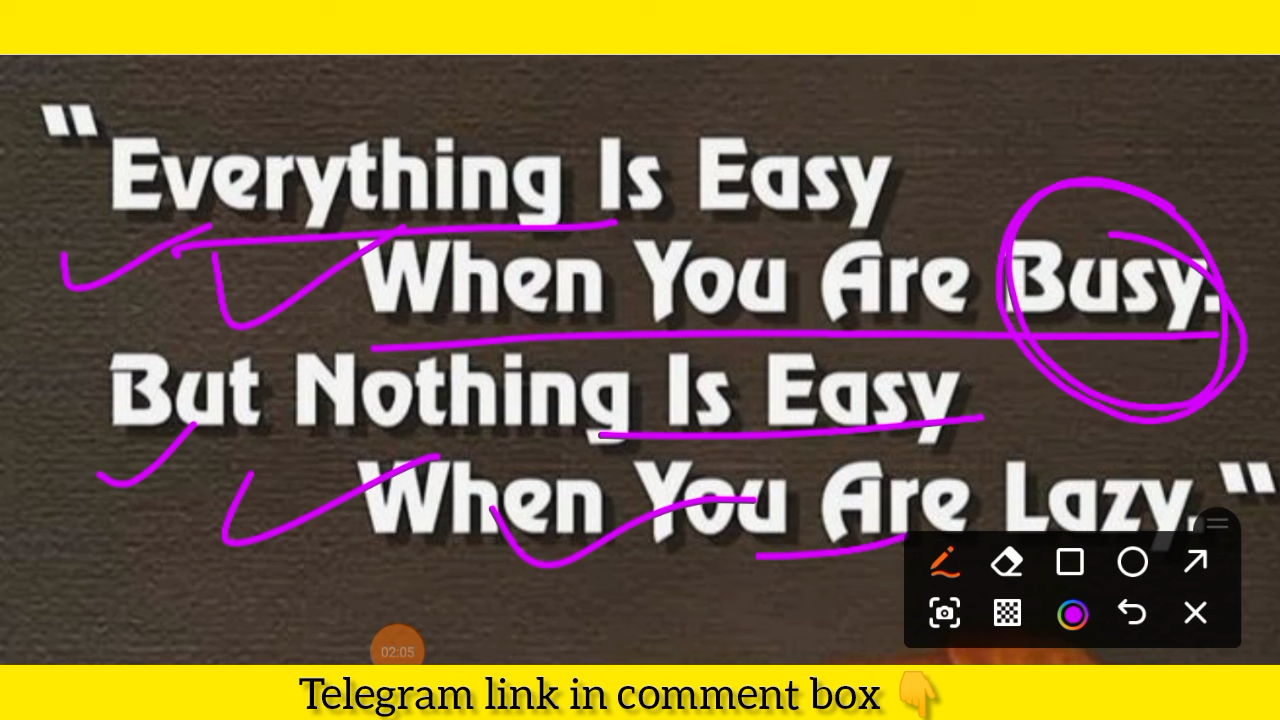 "Everything Is Easy
When You Are Busy.
But Nothing Is Easy
When You Are Lazy."
02:05
Telegram link in comment box 👇